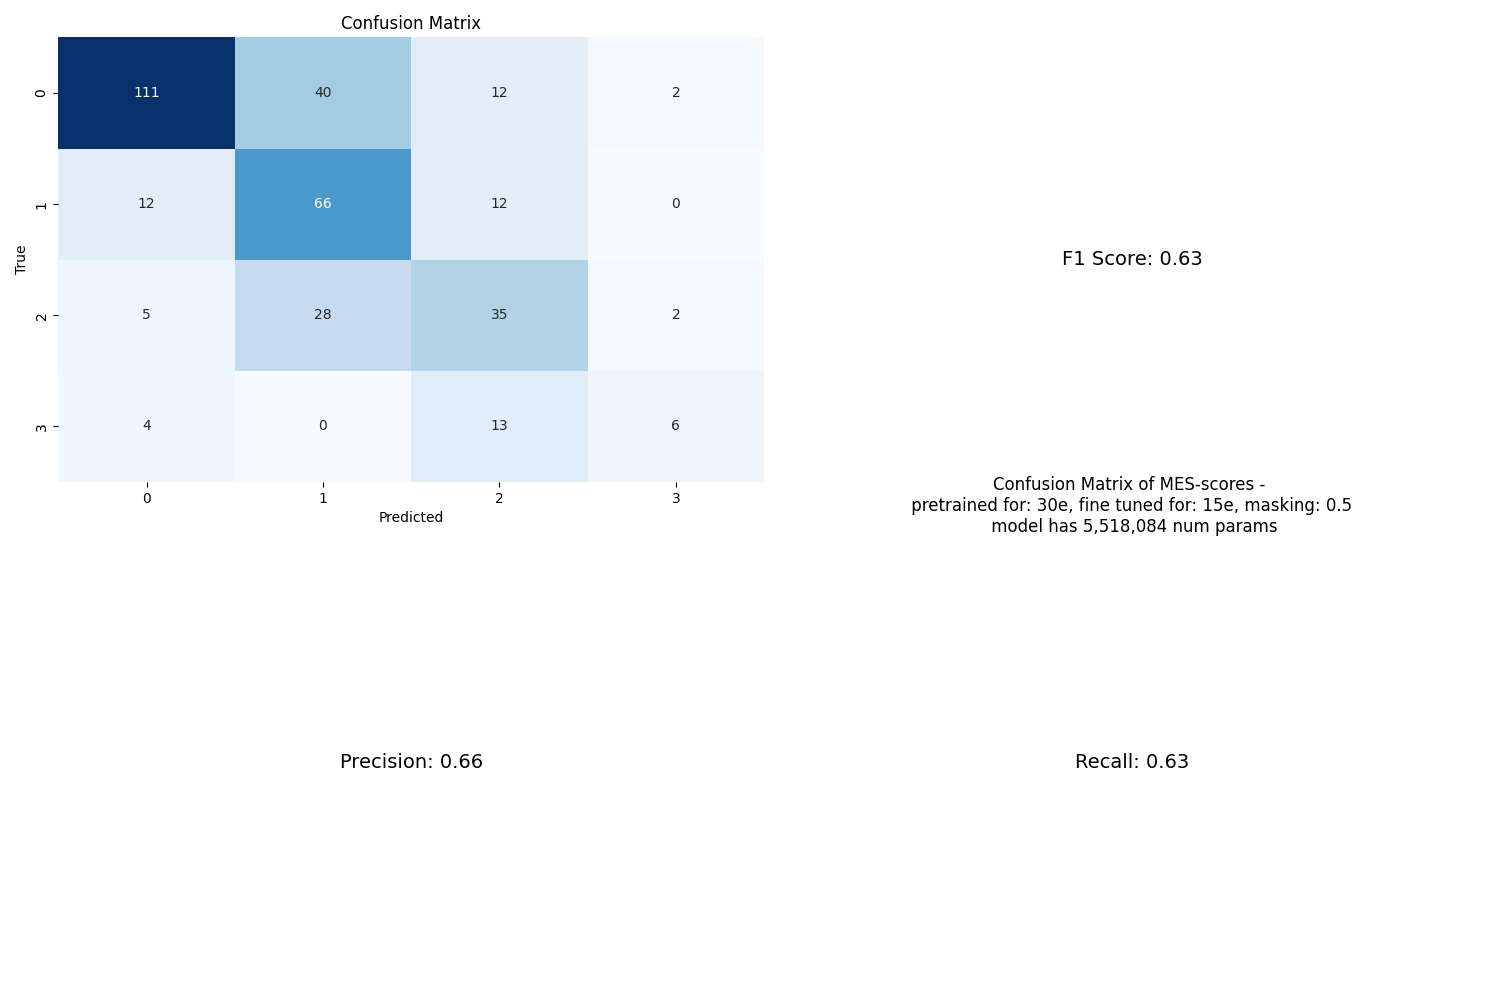 Confusion Matrix
0 111 40 12 2
1 12 66 12 0
2 5 28 35 2
3 4 0 13 6
True
0 1 2 3
Predicted
F1 Score: 0.63
Confusion Matrix of MES-scores -
pretrained for: 30e, fine tuned for: 15e, masking: 0.5
model has 5,518,084 num params
Precision: 0.66
Recall: 0.63